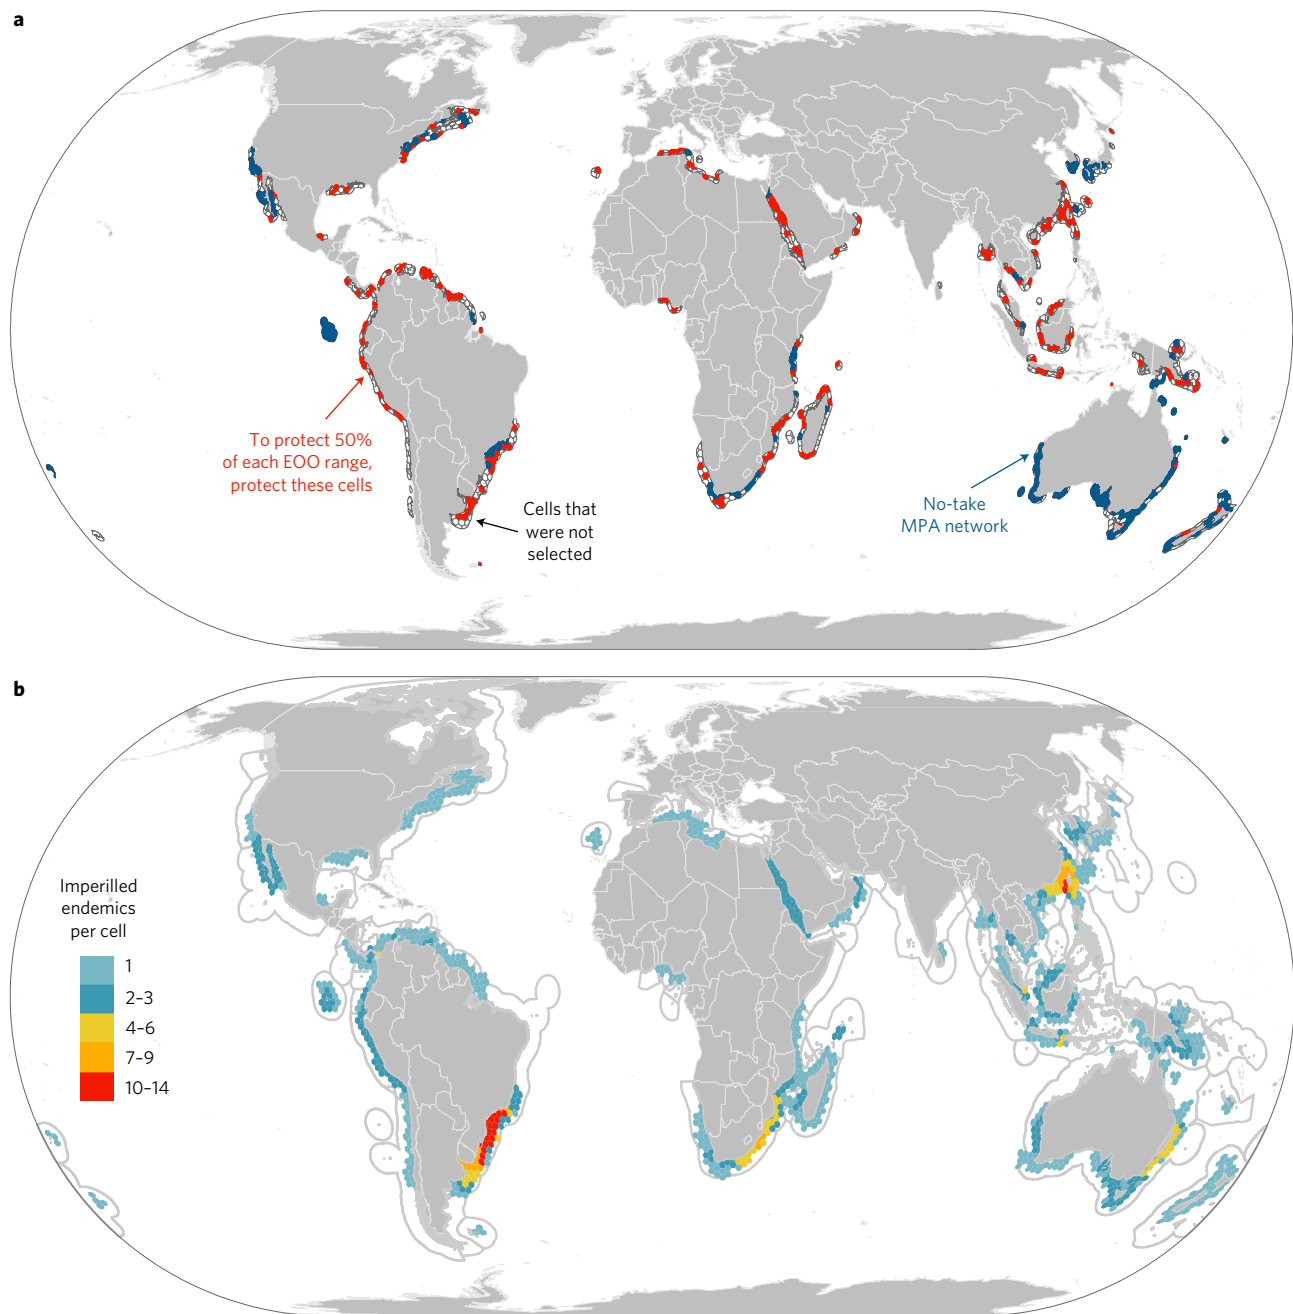 a
To protect 50%
of each EOO range,
protect these cells
Cells that
were not
selected
No-take
MPA network
b
Imperilled
endemics
per cell
1
2–3
4–6
7–9
10–14